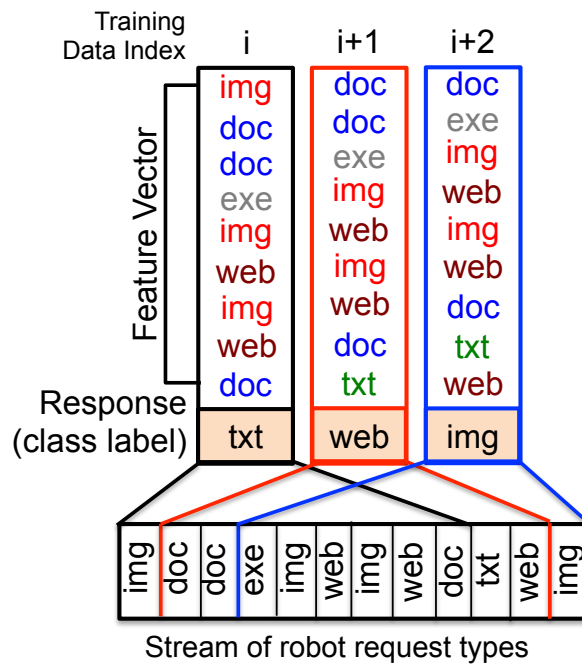 Training
Data Index
i
i+1
i+2
Feature Vector
img
doc
doc
exe
img
web
img
web
doc
doc
doc
exe
img
web
img
web
doc
txt
doc
exe
img
web
img
web
doc
txt
web
Response
(class label)
txt
web
img
img
doc
doc
exe
img
web
img
web
doc
txt
web
img
Stream of robot request types